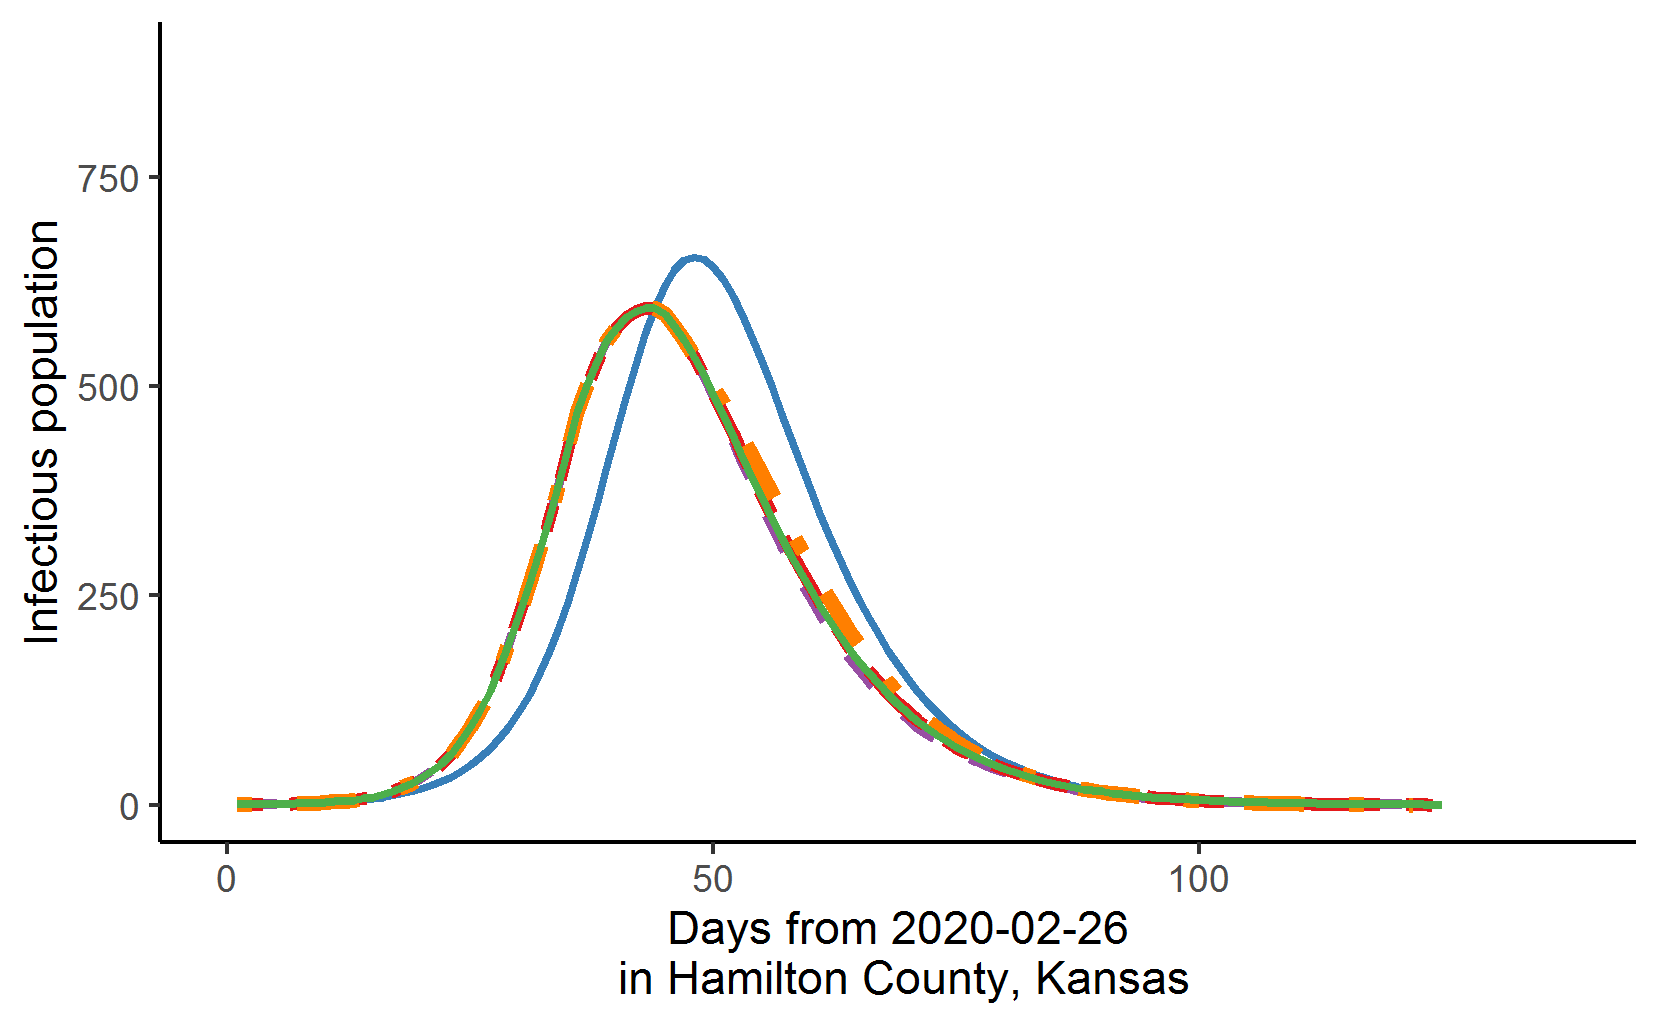 Infectious population
750
500
250
0
0 50 100
Days from 2020-02-26
in Hamilton County, Kansas